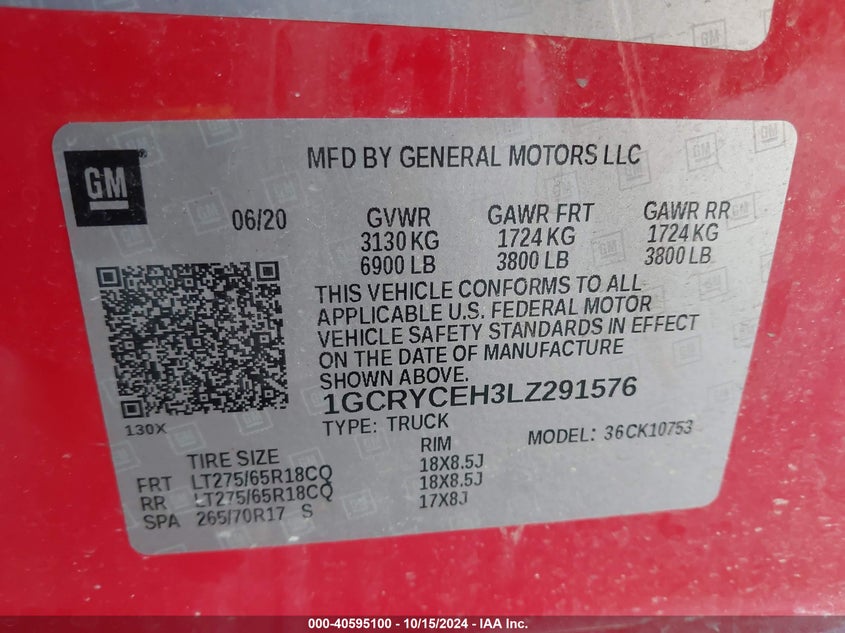 GM
MFD BY GENERAL MOTORS LLC
06/20 GVWR GAWR FRT GAWR RR
3130 KG 1724 KG 1724 KG
6900 LB 3800 LB 3800 LB
THIS VEHICLE CONFORMS TO ALL
APPLICABLE U.S. FEDERAL MOTOR
VEHICLE SAFETY STANDARDS IN EFFECT
ON THE DATE OF MANUFACTURE
SHOWN ABOVE.
1GCRYCEH3LZ291576
130X
TYPE: TRUCK MODEL: 36CK10753
TIRE SIZE RIM
FRT LT275/65R18CQ 18X8.5J
RR LT275/65R18CQ 18X8.5J
SPA 265/70R17 S 17X8J
000-40595100 - 10/15/2024 - IAA Inc.